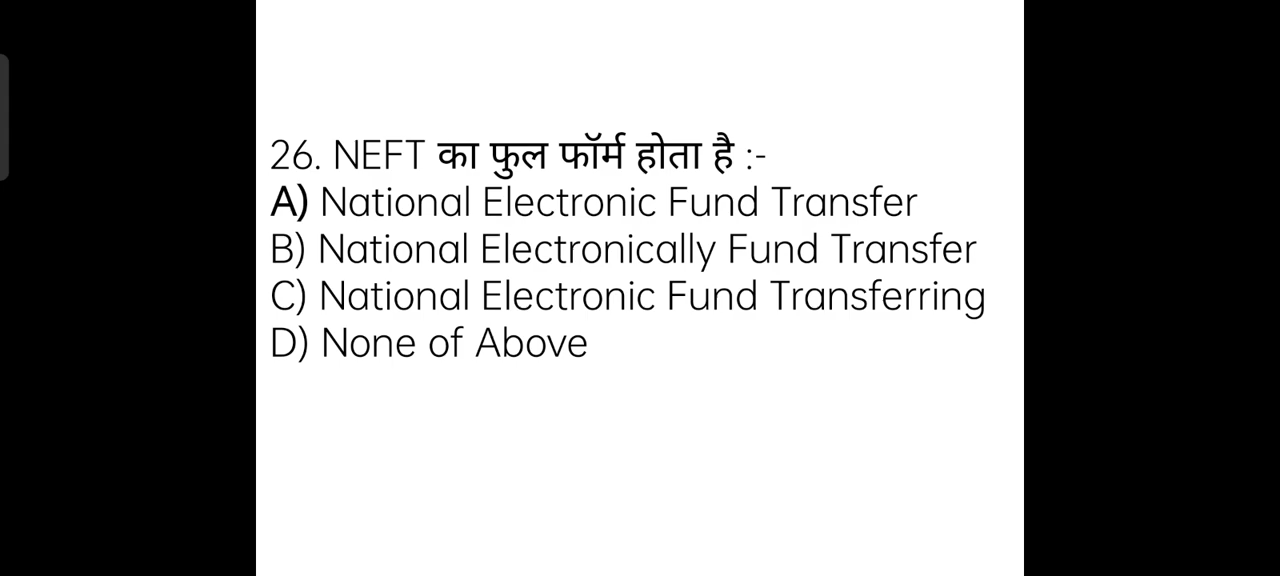 26. NEFT का फुल फॉर्म होता है :-
A) National Electronic Fund Transfer
B) National Electronically Fund Transfer
C) National Electronic Fund Transferring
D) None of Above